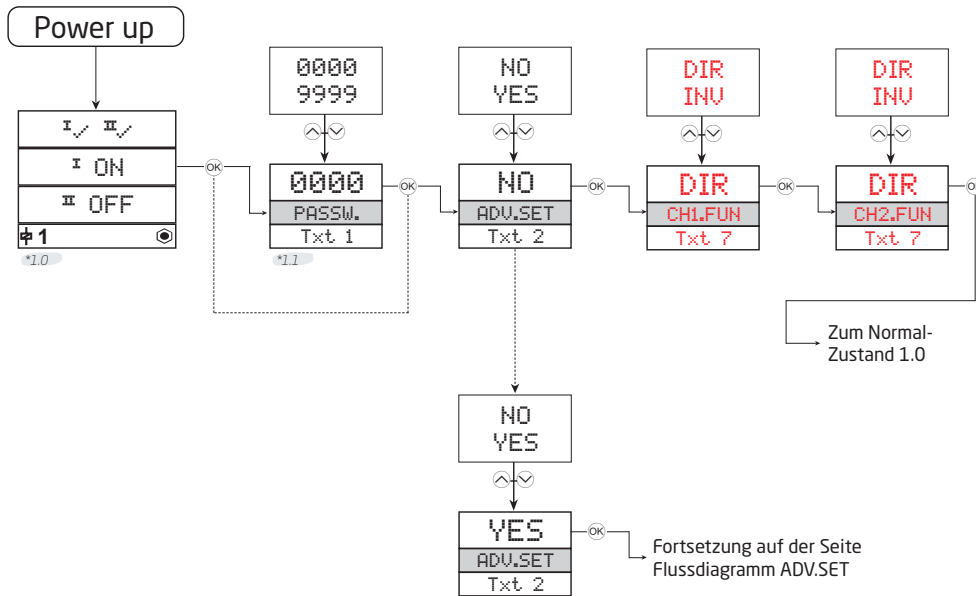 Power up
I✓ II✓
I ON
II OFF
1
*1.0
OK
0000
9999
0000
PASSW.
Txt 1
*1.1
OK
NO
YES
NO
ADV.SET
Txt 2
OK
DIR
INV
DIR
CH1.FUN
Txt 7
OK
DIR
INV
DIR
CH2.FUN
Txt 7
OK
Zum Normal-
Zustand 1.0
NO
YES
YES
ADV.SET
Txt 2
OK
Fortsetzung auf der Seite
Flussdiagramm ADV.SET